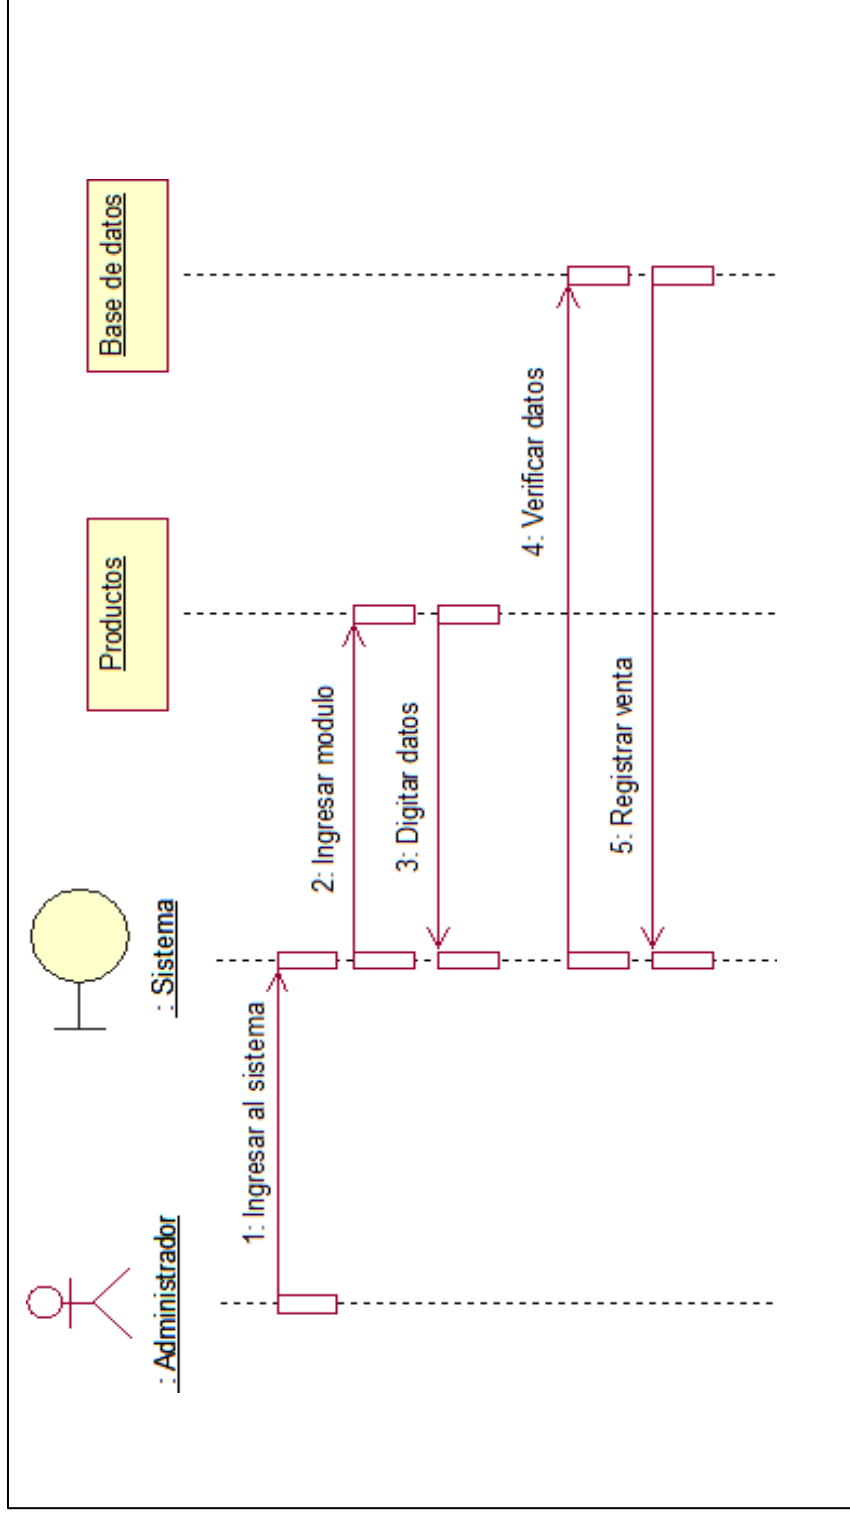 : Administrador
: Sistema
Productos
Base de datos
1: Ingresar al sistema
2: Ingresar modulo
3: Digitar datos
4: Verificar datos
5: Registrar venta